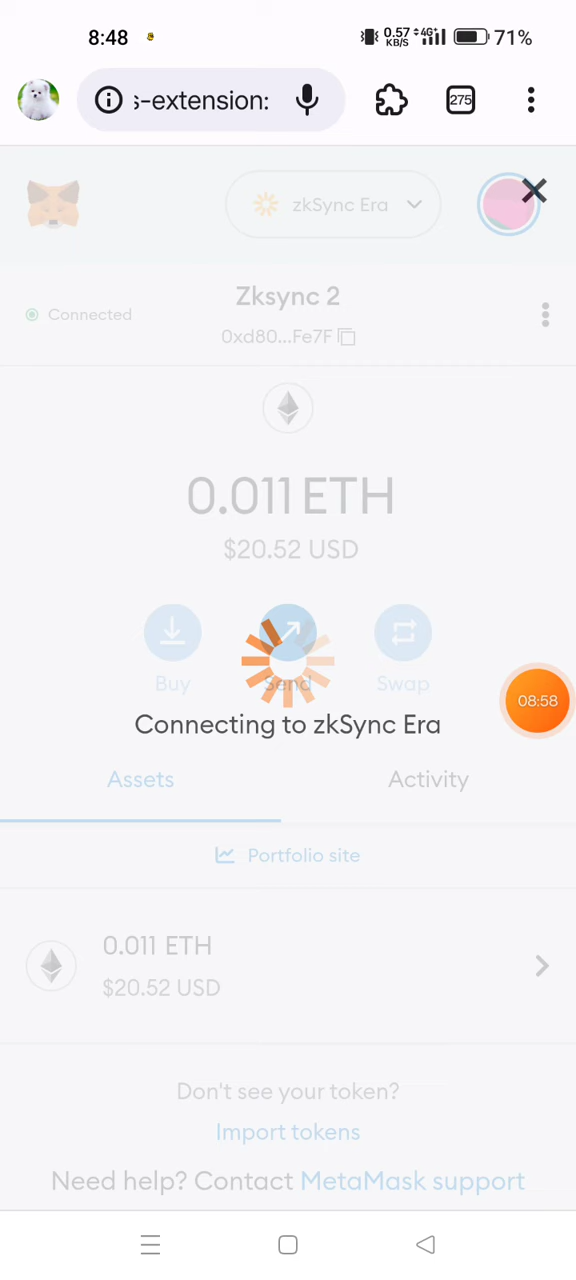 8:48
0.57 KB/S 4G+ 71%
s-extension:
275
zkSync Era
Connected
Zksync 2
0xd80...Fe7F
0.011 ETH
$20.52 USD
Buy
Send
Swap
Connecting to zkSync Era
08:58
Assets
Activity
Portfolio site
0.011 ETH
$20.52 USD
Don't see your token?
Import tokens
Need help? Contact MetaMask support